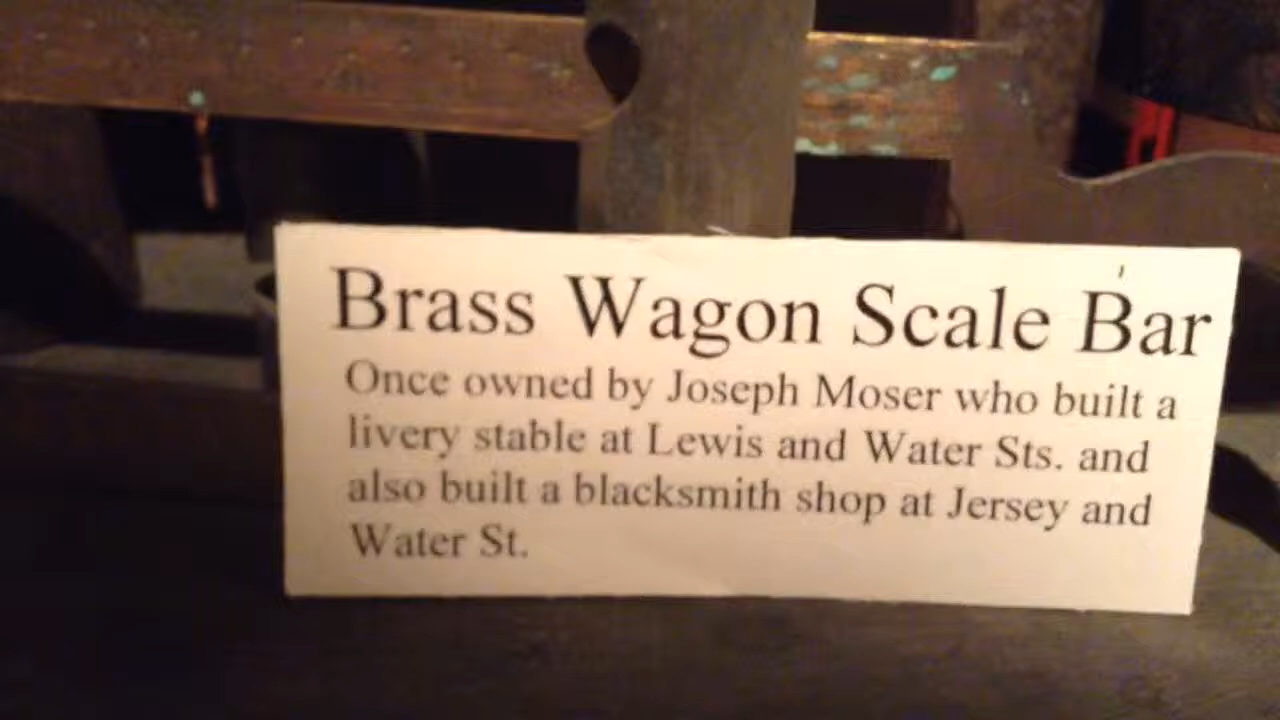 Brass Wagon Scale Bar
Once owned by Joseph Moser who built a
livery stable at Lewis and Water Sts. and
also built a blacksmith shop at Jersey and
Water St.